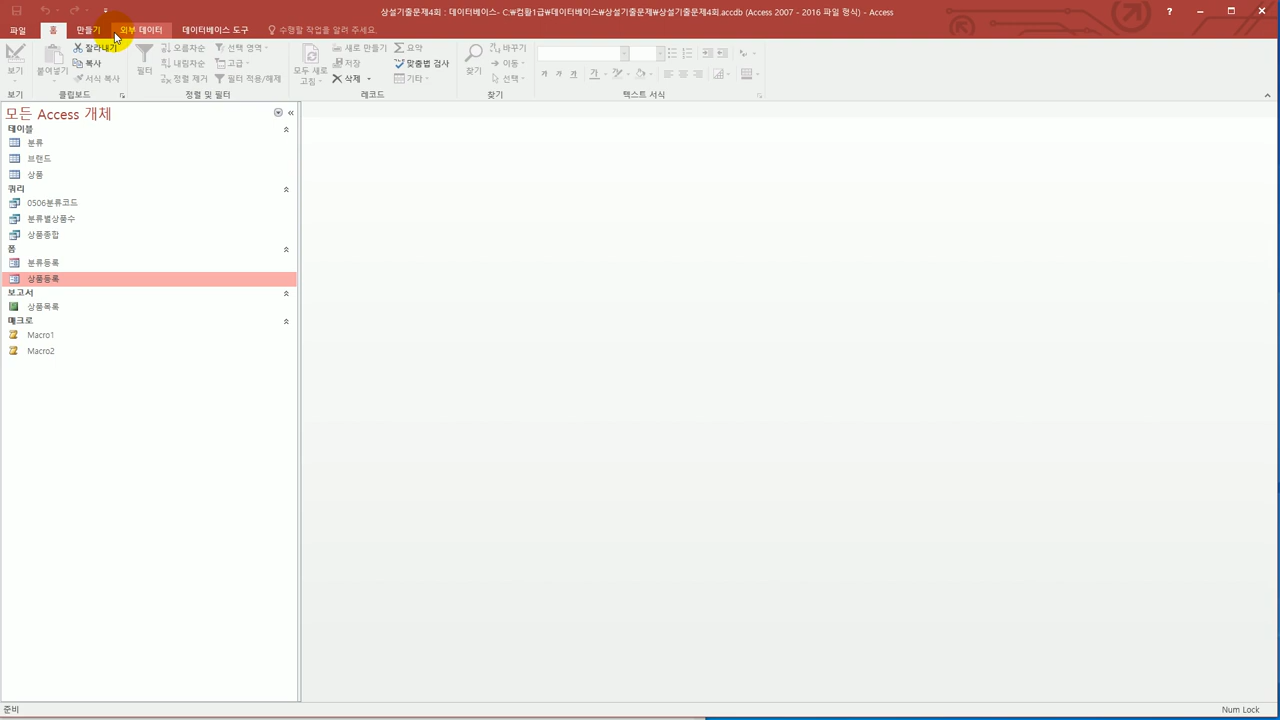 상설기출문제4회 : 데이터베이스- C:₩컴활1급₩데이터베이스₩상설기출문제₩상설기출문제4회.accdb (Access 2007 - 2016 파일 형식) - Access
파일 홈 만들기 외부 데이터 데이터베이스 도구 수행할 작업을 알려 주세요.
보기 붙여넣기 잘라내기 복사 서식 복사
필터 오름차순 내림차순 정렬 제거 선택 영역 고급 필터 적용/해제
모두 새로 고침 새로 만들기 저장 삭제 요약 맞춤법 검사 기타
찾기 바꾸기 이동 선택
가 가 가 가
보기 클립보드 정렬 및 필터 레코드 찾기 텍스트 서식
모든 Access 개체
테이블
분류
브랜드
상품
쿼리
0506분류코드
분류별상품수
상품종합
폼
분류등록
상품등록
보고서
상품목록
매크로
Macro1
Macro2
준비 Num Lock